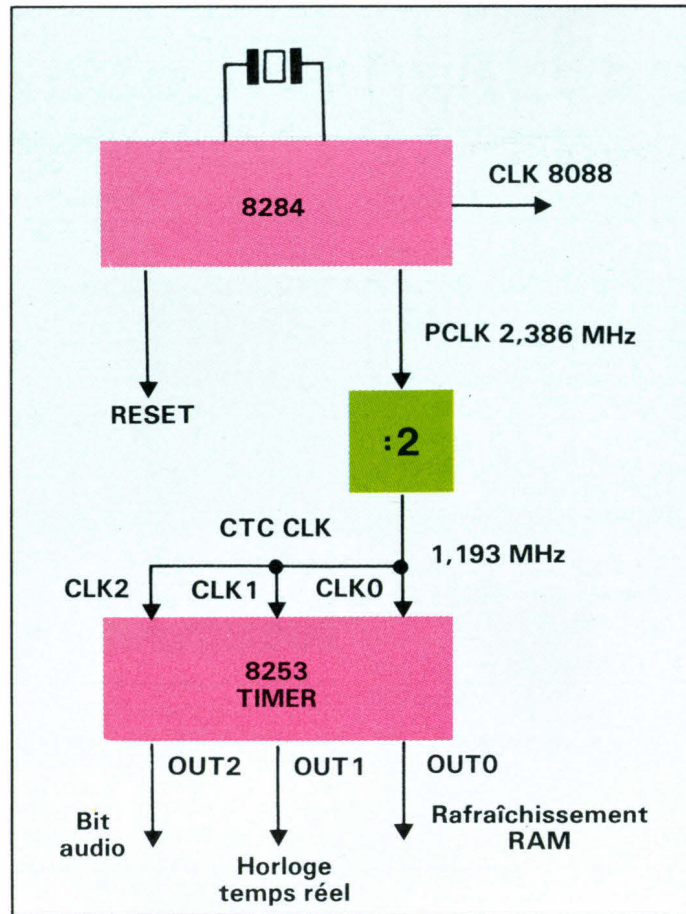 8284
CLK 8088
PCLK 2,386 MHz
RESET
:2
CTC CLK
1,193 MHz
CLK2
CLK1
CLK0
8253
TIMER
OUT2
OUT1
OUT0
Bit
audio
Horloge
temps réel
Rafraîchissement
RAM